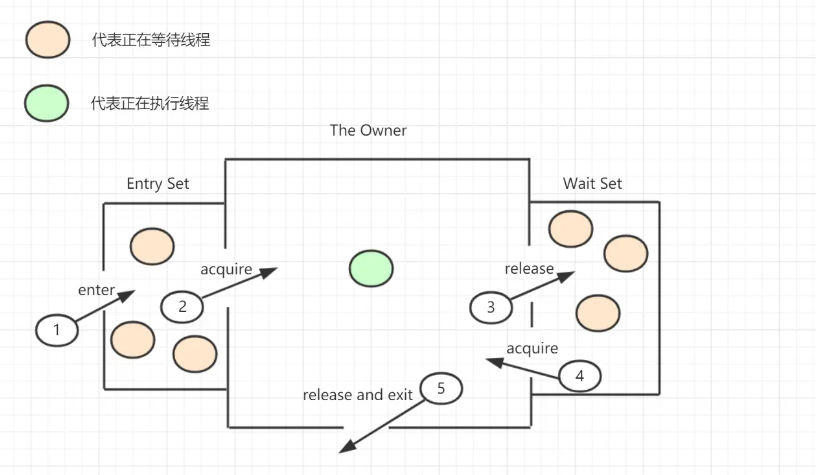 代表正在等待线程
代表正在执行线程
The Owner
Entry Set
Wait Set
enter
acquire
release
1
2
3
acquire
4
release and exit
5